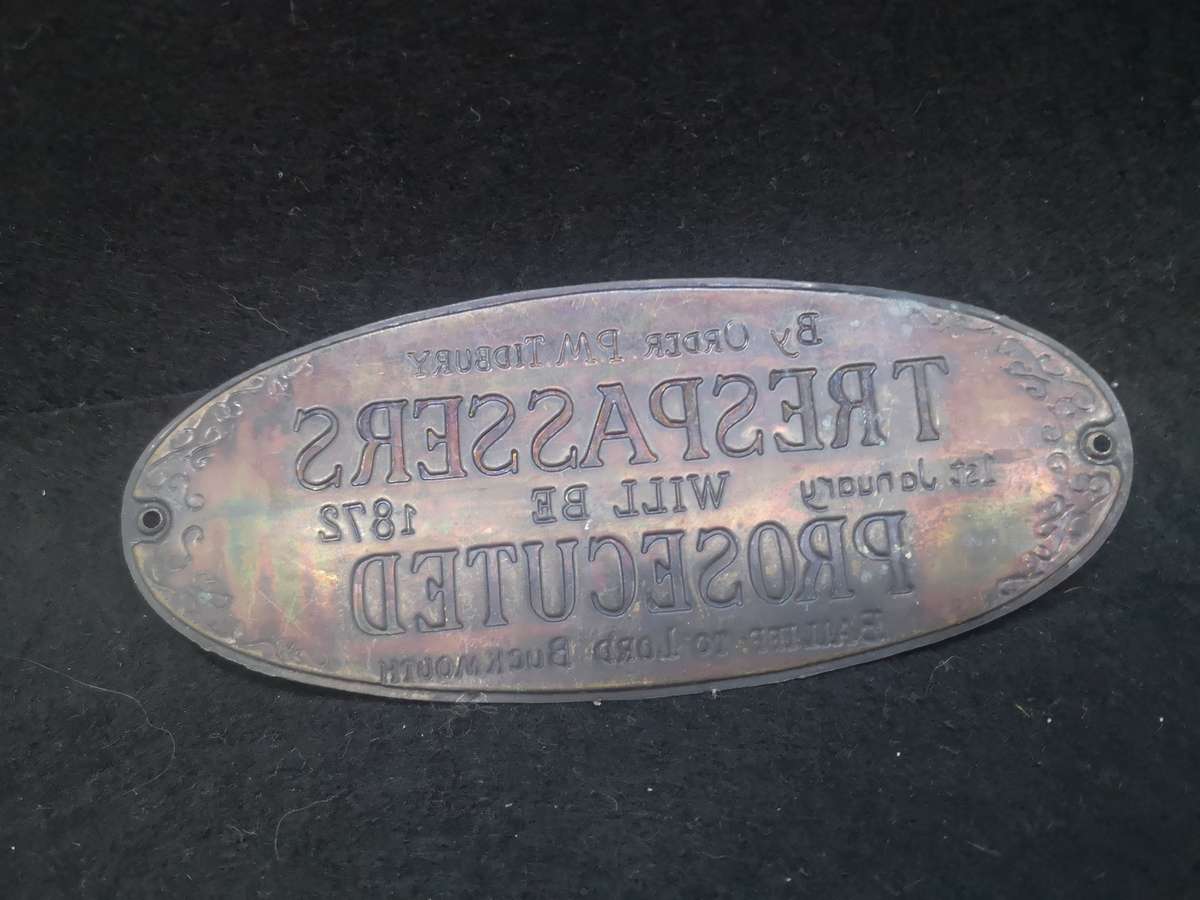 By Order P.W. Tidbury
TRESPASSERS
1st January WILL BE 1872
PROSECUTED
Bailiff to Lord Buckmouth